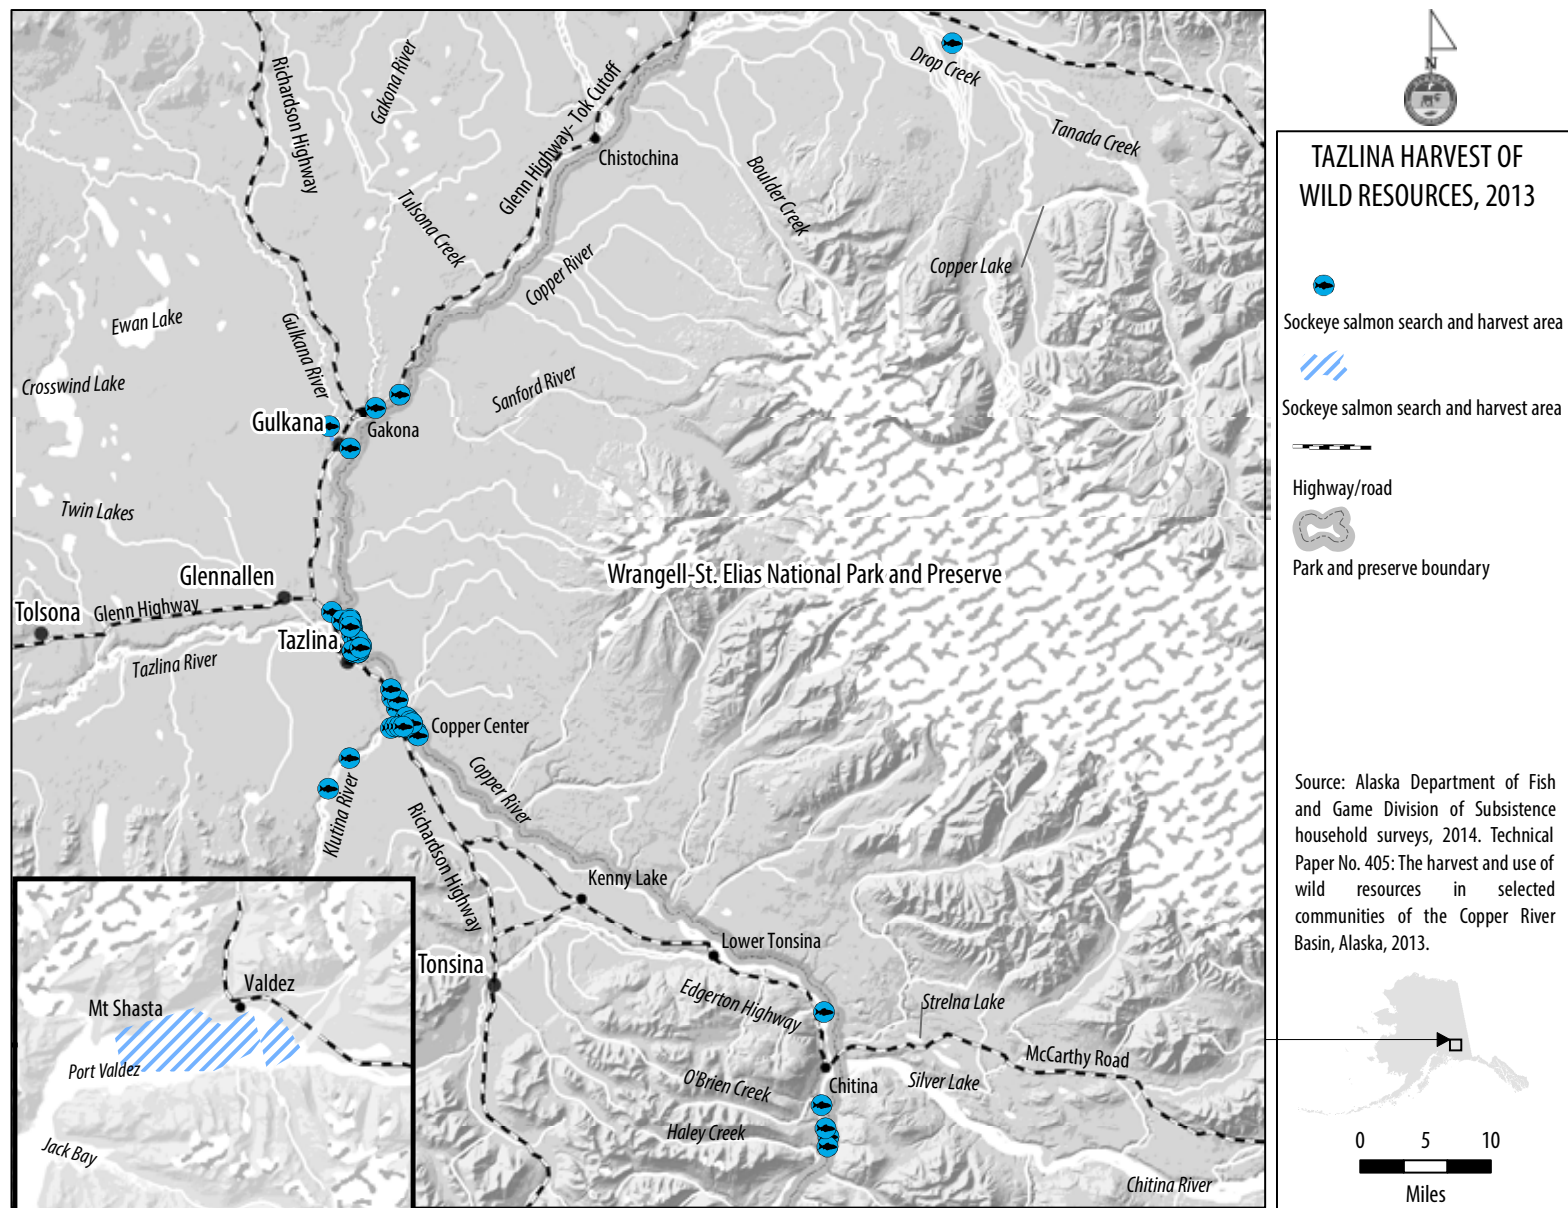 Richardson Highway
Gakona River
Glenn Highway- Tok Cutoff
Drop Creek
Tanada Creek
Chistochina
Boulder Creek
Tulsona Creek
Copper River
Copper Lake
Ewan Lake
Gulkana River
Crosswind Lake
Sanford River
Gulkana
Gakona
Twin Lakes
Glennallen
Wrangell-St. Elias National Park and Preserve
Tolsona
Glenn Highway
Tazlina
Tazlina River
Copper Center
Copper River
Klutina River
Richardson Highway
Kenny Lake
Lower Tonsina
Tonsina
Edgerton Highway
Strelna Lake
McCarthy Road
O'Brien Creek
Chitina
Silver Lake
Haley Creek
Chitina River
Valdez
Mt Shasta
Port Valdez
Jack Bay
N
TAZLINA HARVEST OF
WILD RESOURCES, 2013
Sockeye salmon search and harvest area
Sockeye salmon search and harvest area
Highway/road
Park and preserve boundary
Source: Alaska Department of Fish
and Game Division of Subsistence
household surveys, 2014. Technical
Paper No. 405: The harvest and use of
wild resources in selected
communities of the Copper River
Basin, Alaska, 2013.
0 5 10
Miles